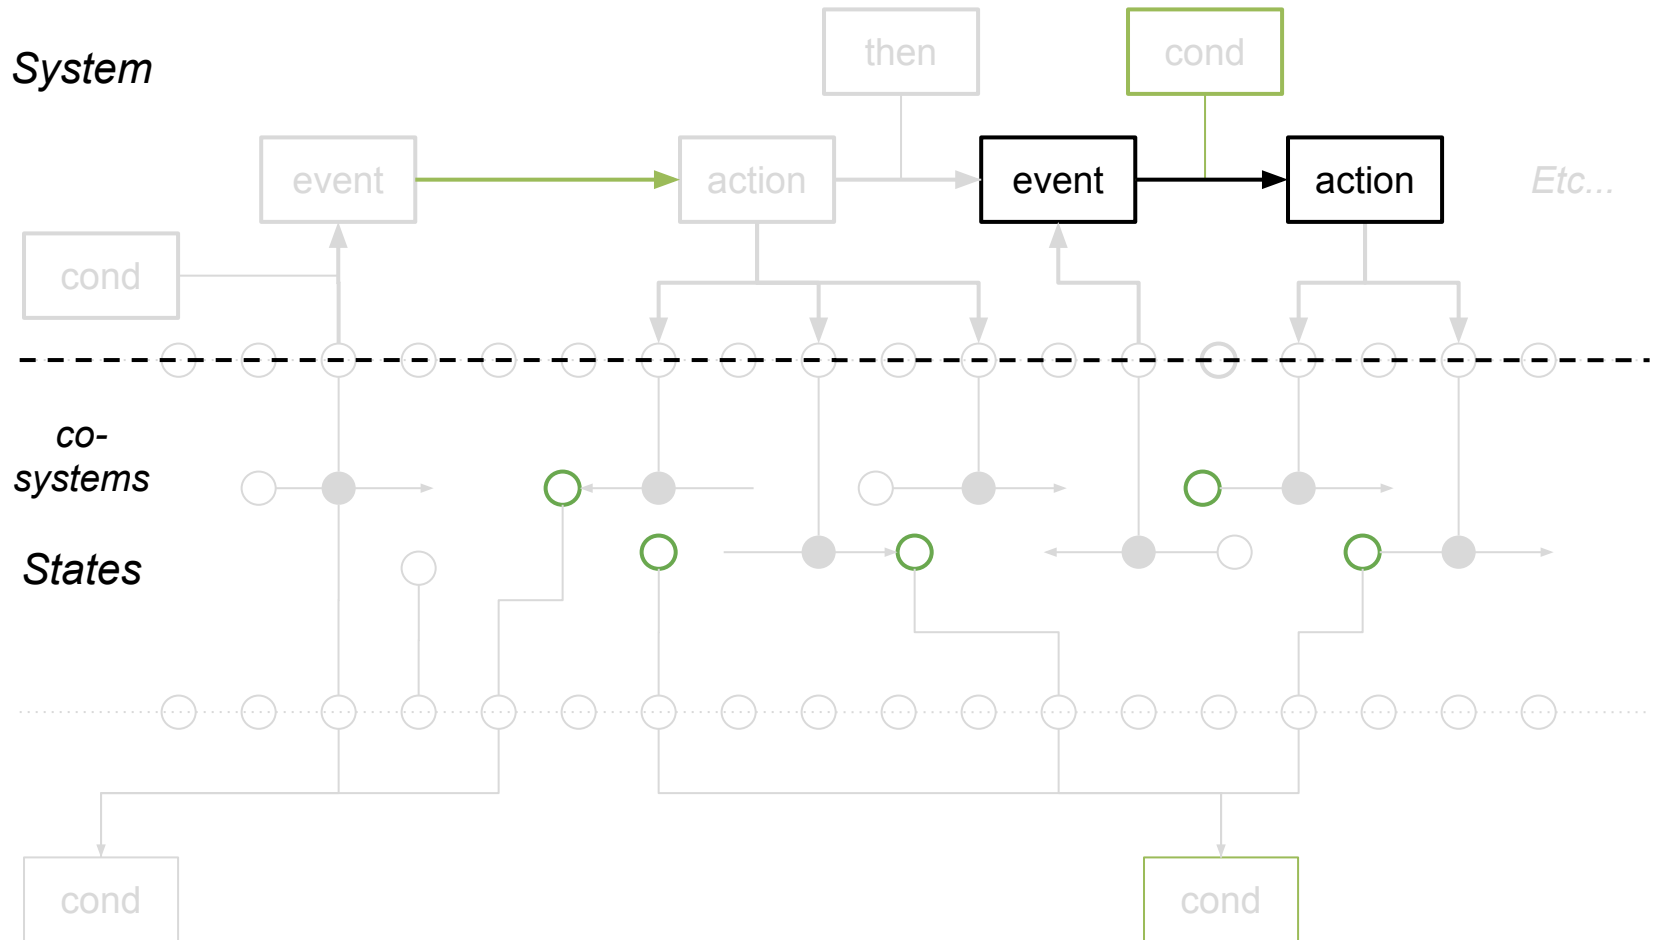 then
cond
System
event
action
event
action
Etc...
cond
co-
systems
States
cond
cond